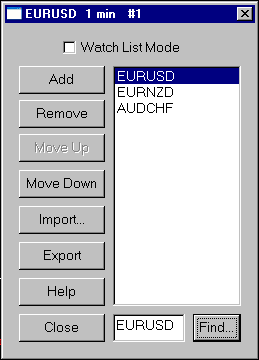 EURUSD 1 min #1
Watch List Mode
Add
EURUSD
EURNZD
AUDCHF
Remove
Move Up
Move Down
Import...
Export
Help
Close
EURUSD
Find...